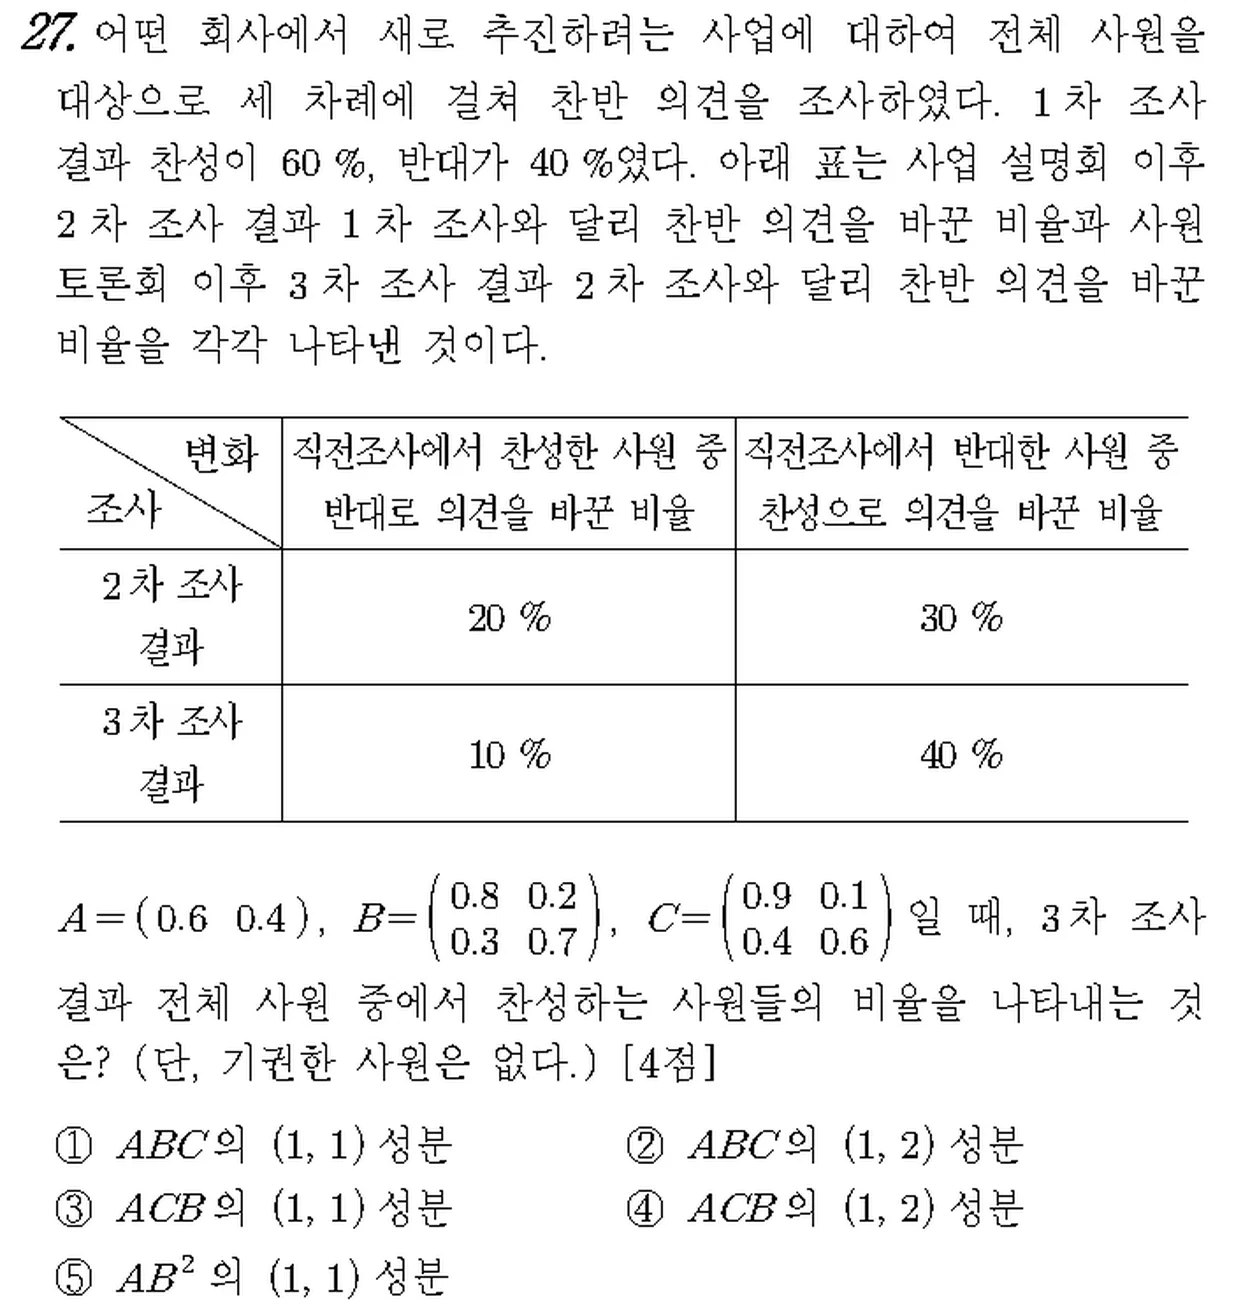 27. 어떤 회사에서 새로 추진하려는 사업에 대하여 전체 사원을
대상으로 세 차례에 걸쳐 찬반 의견을 조사하였다. 1차 조사
결과 찬성이 60 %, 반대가 40 %였다. 아래 표는 사업 설명회 이후
2차 조사 결과 1차 조사와 달리 찬반 의견을 바꾼 비율과 사원
토론회 이후 3차 조사 결과 2차 조사와 달리 찬반 의견을 바꾼
비율을 각각 나타낸 것이다.
변화
조사
직전조사에서 찬성한 사원 중
반대로 의견을 바꾼 비율
직전조사에서 반대한 사원 중
찬성으로 의견을 바꾼 비율
2차 조사
결과
20 %
30 %
3차 조사
결과
10 %
40 %
A=(0.6 0.4), B=(0.8 0.2
0.3 0.7), C=(0.9 0.1
0.4 0.6) 일 때, 3차 조사
결과 전체 사원 중에서 찬성하는 사원들의 비율을 나타내는 것
은? (단, 기권한 사원은 없다.) [4점]
① ABC의 (1, 1) 성분 ② ABC의 (1, 2) 성분
③ ACB의 (1, 1) 성분 ④ ACB의 (1, 2) 성분
⑤ AB²의 (1, 1) 성분